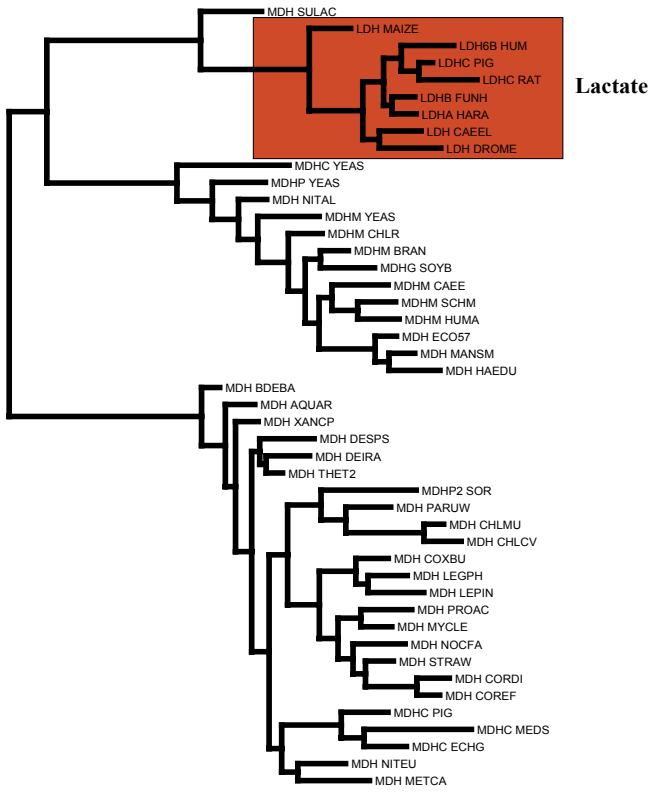 MDH SULAC
LDH MAIZE
LDH6B HUM
LDHC PIG
LDHC RAT
Lactate
LDHB FUNH
LDHA HARA
LDH CAEEL
LDH DROME
MDHC YEAS
MDHP YEAS
MDH NITAL
MDHM YEAS
MDHM CHLR
MDHM BRAN
MDHG SOYB
MDHM CAEE
MDHM SCHM
MDHM HUMA
MDH ECO57
MDH MANSM
MDH HAEDU
MDH BDEBA
MDH AQUAR
MDH XANCP
MDH DESPS
MDH DEIRA
MDH THET2
MDHP2 SOR
MDH PARUW
MDH CHLMU
MDH CHLCV
MDH COXBU
MDH LEGPH
MDH LEPIN
MDH PROAC
MDH MYCLE
MDH NOCFA
MDH STRAW
MDH CORDI
MDH COREF
MDHC PIG
MDHC MEDS
MDHC ECHG
MDH NITEU
MDH METCA